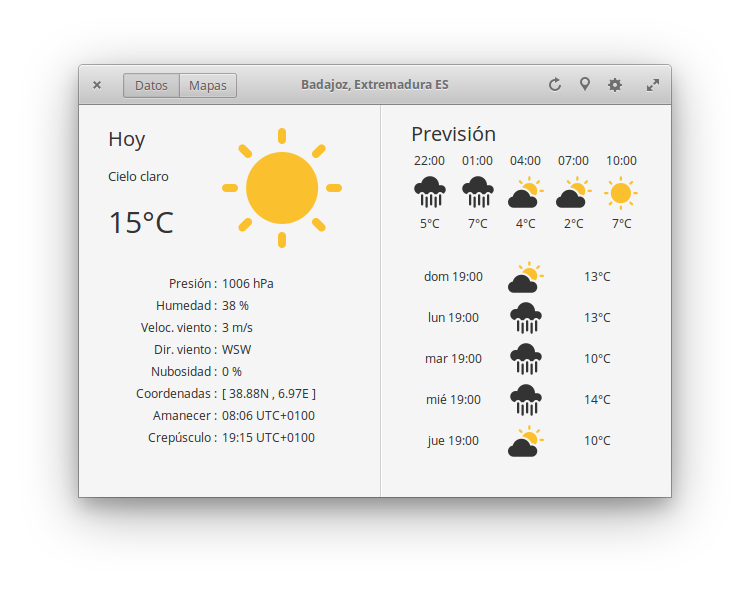 Datos Mapas Badajoz, Extremadura ES
Hoy
Cielo claro
15°C
Presión : 1006 hPa
Humedad : 38 %
Veloc. viento : 3 m/s
Dir. viento : WSW
Nubosidad : 0 %
Coordenadas : [ 38.88N , 6.97E ]
Amanecer : 08:06 UTC+0100
Crepúsculo : 19:15 UTC+0100
Previsión
22:00 01:00 04:00 07:00 10:00
5°C 7°C 4°C 2°C 7°C
dom 19:00 13°C
lun 19:00 13°C
mar 19:00 10°C
mié 19:00 14°C
jue 19:00 10°C